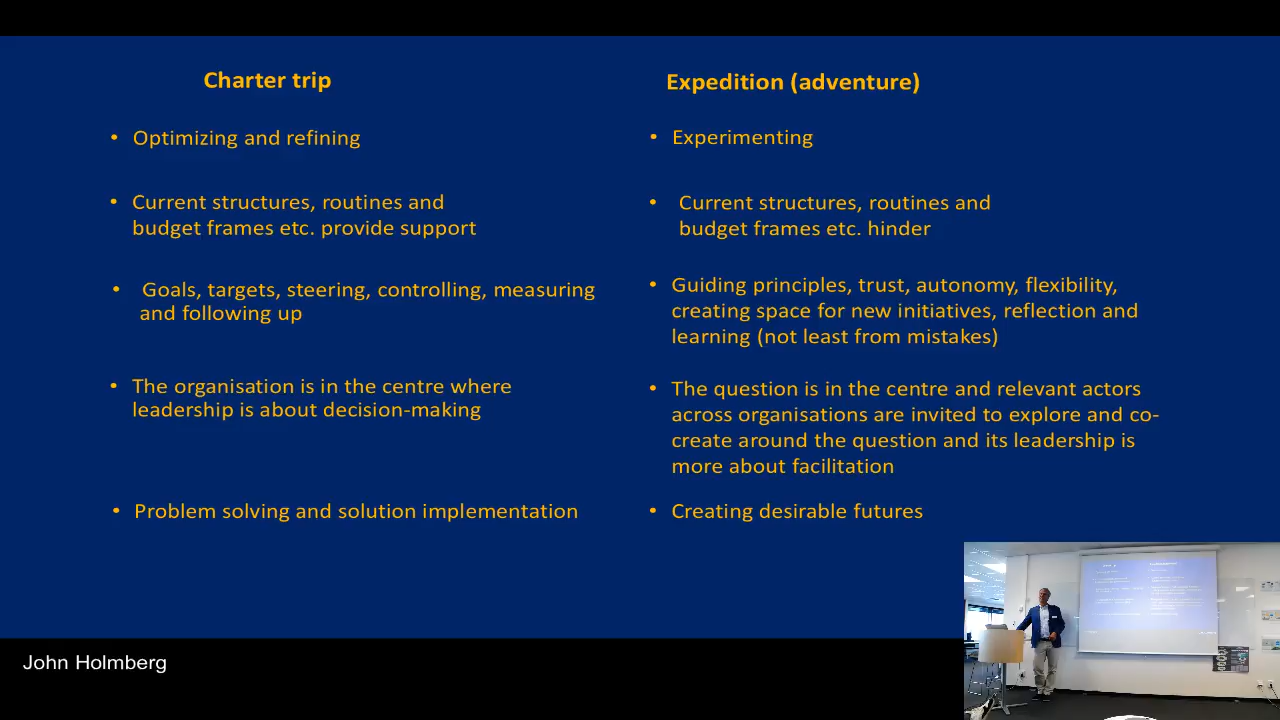 Charter trip
• Optimizing and refining
• Current structures, routines and
budget frames etc. provide support
• Goals, targets, steering, controlling, measuring
and following up
• The organisation is in the centre where
leadership is about decision-making
• Problem solving and solution implementation
Expedition (adventure)
• Experimenting
• Current structures, routines and
budget frames etc. hinder
• Guiding principles, trust, autonomy, flexibility,
creating space for new initiatives, reflection and
learning (not least from mistakes)
• The question is in the centre and relevant actors
across organisations are invited to explore and co-
create around the question and its leadership is
more about facilitation
• Creating desirable futures
John Holmberg